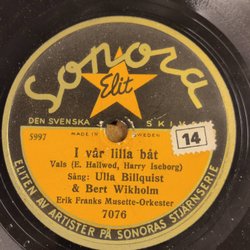 Sonora
Elit
DEN SVENSKA SKIVAN
MADE IN SWEDEN
5997
14
I vår lilla båt
Vals (E. Hallwed, Harry Iseborg)
Sång: Ulla Billquist
& Bert Wikholm
Erik Franks Musette-Orkester
7076
ELITEN AV ARTISTER PÅ SONORAS STJÄRNSERIE